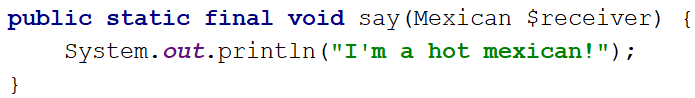 public static final void say(Mexican $receiver) {
    System.out.println("I'm a hot mexican!");
}